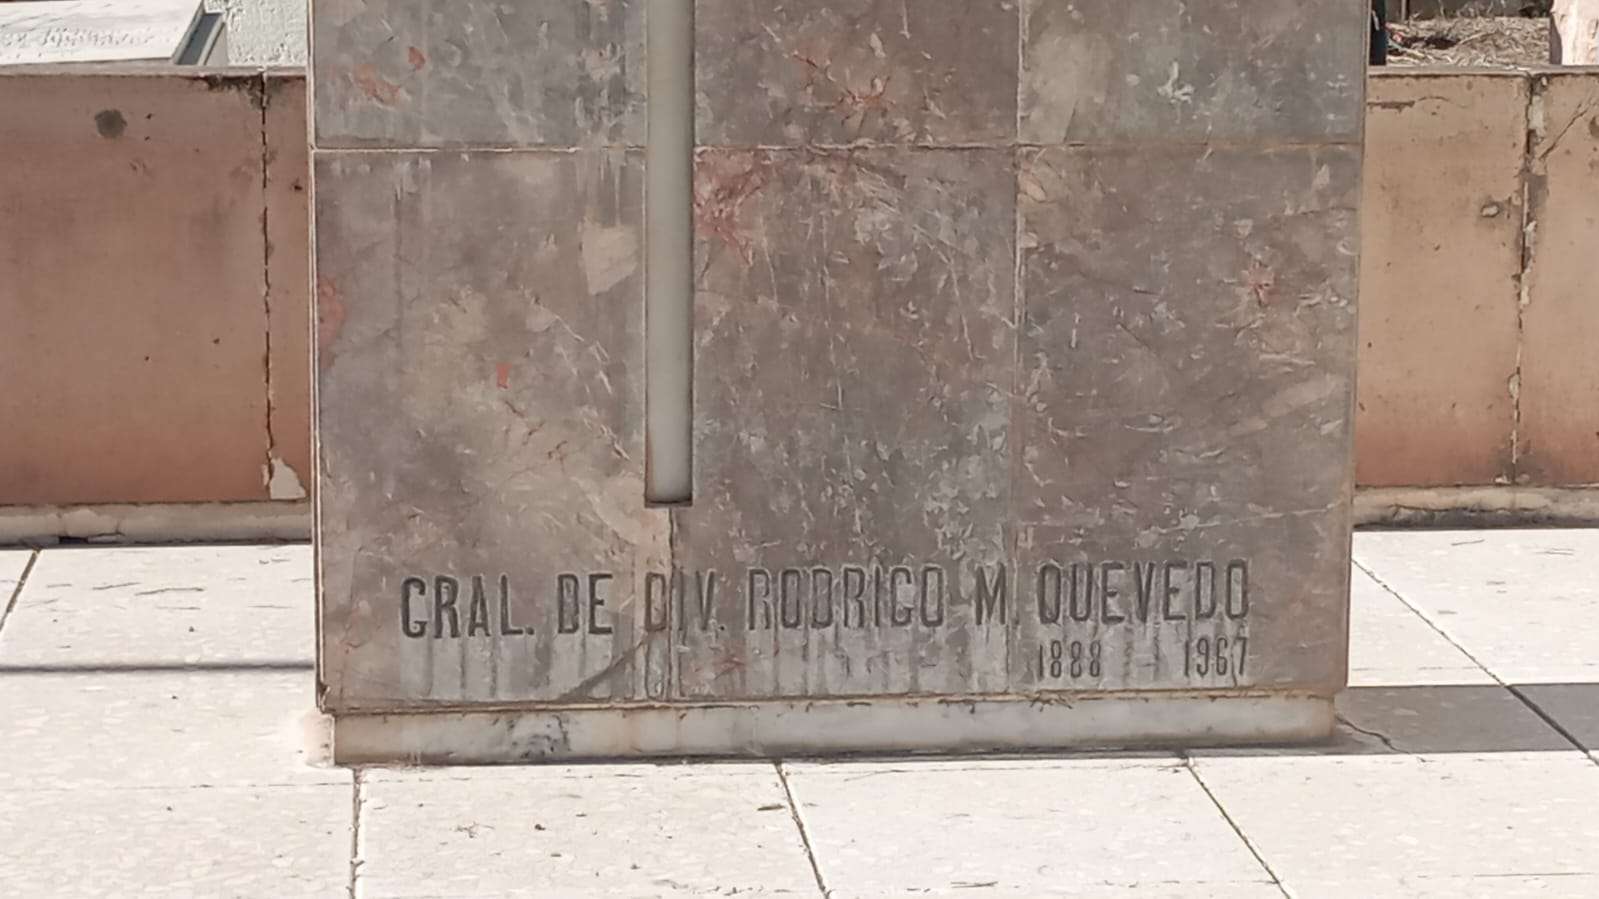 GRAL. DE DIV. RODRIGO M. QUEVEDO
1888 - 1967